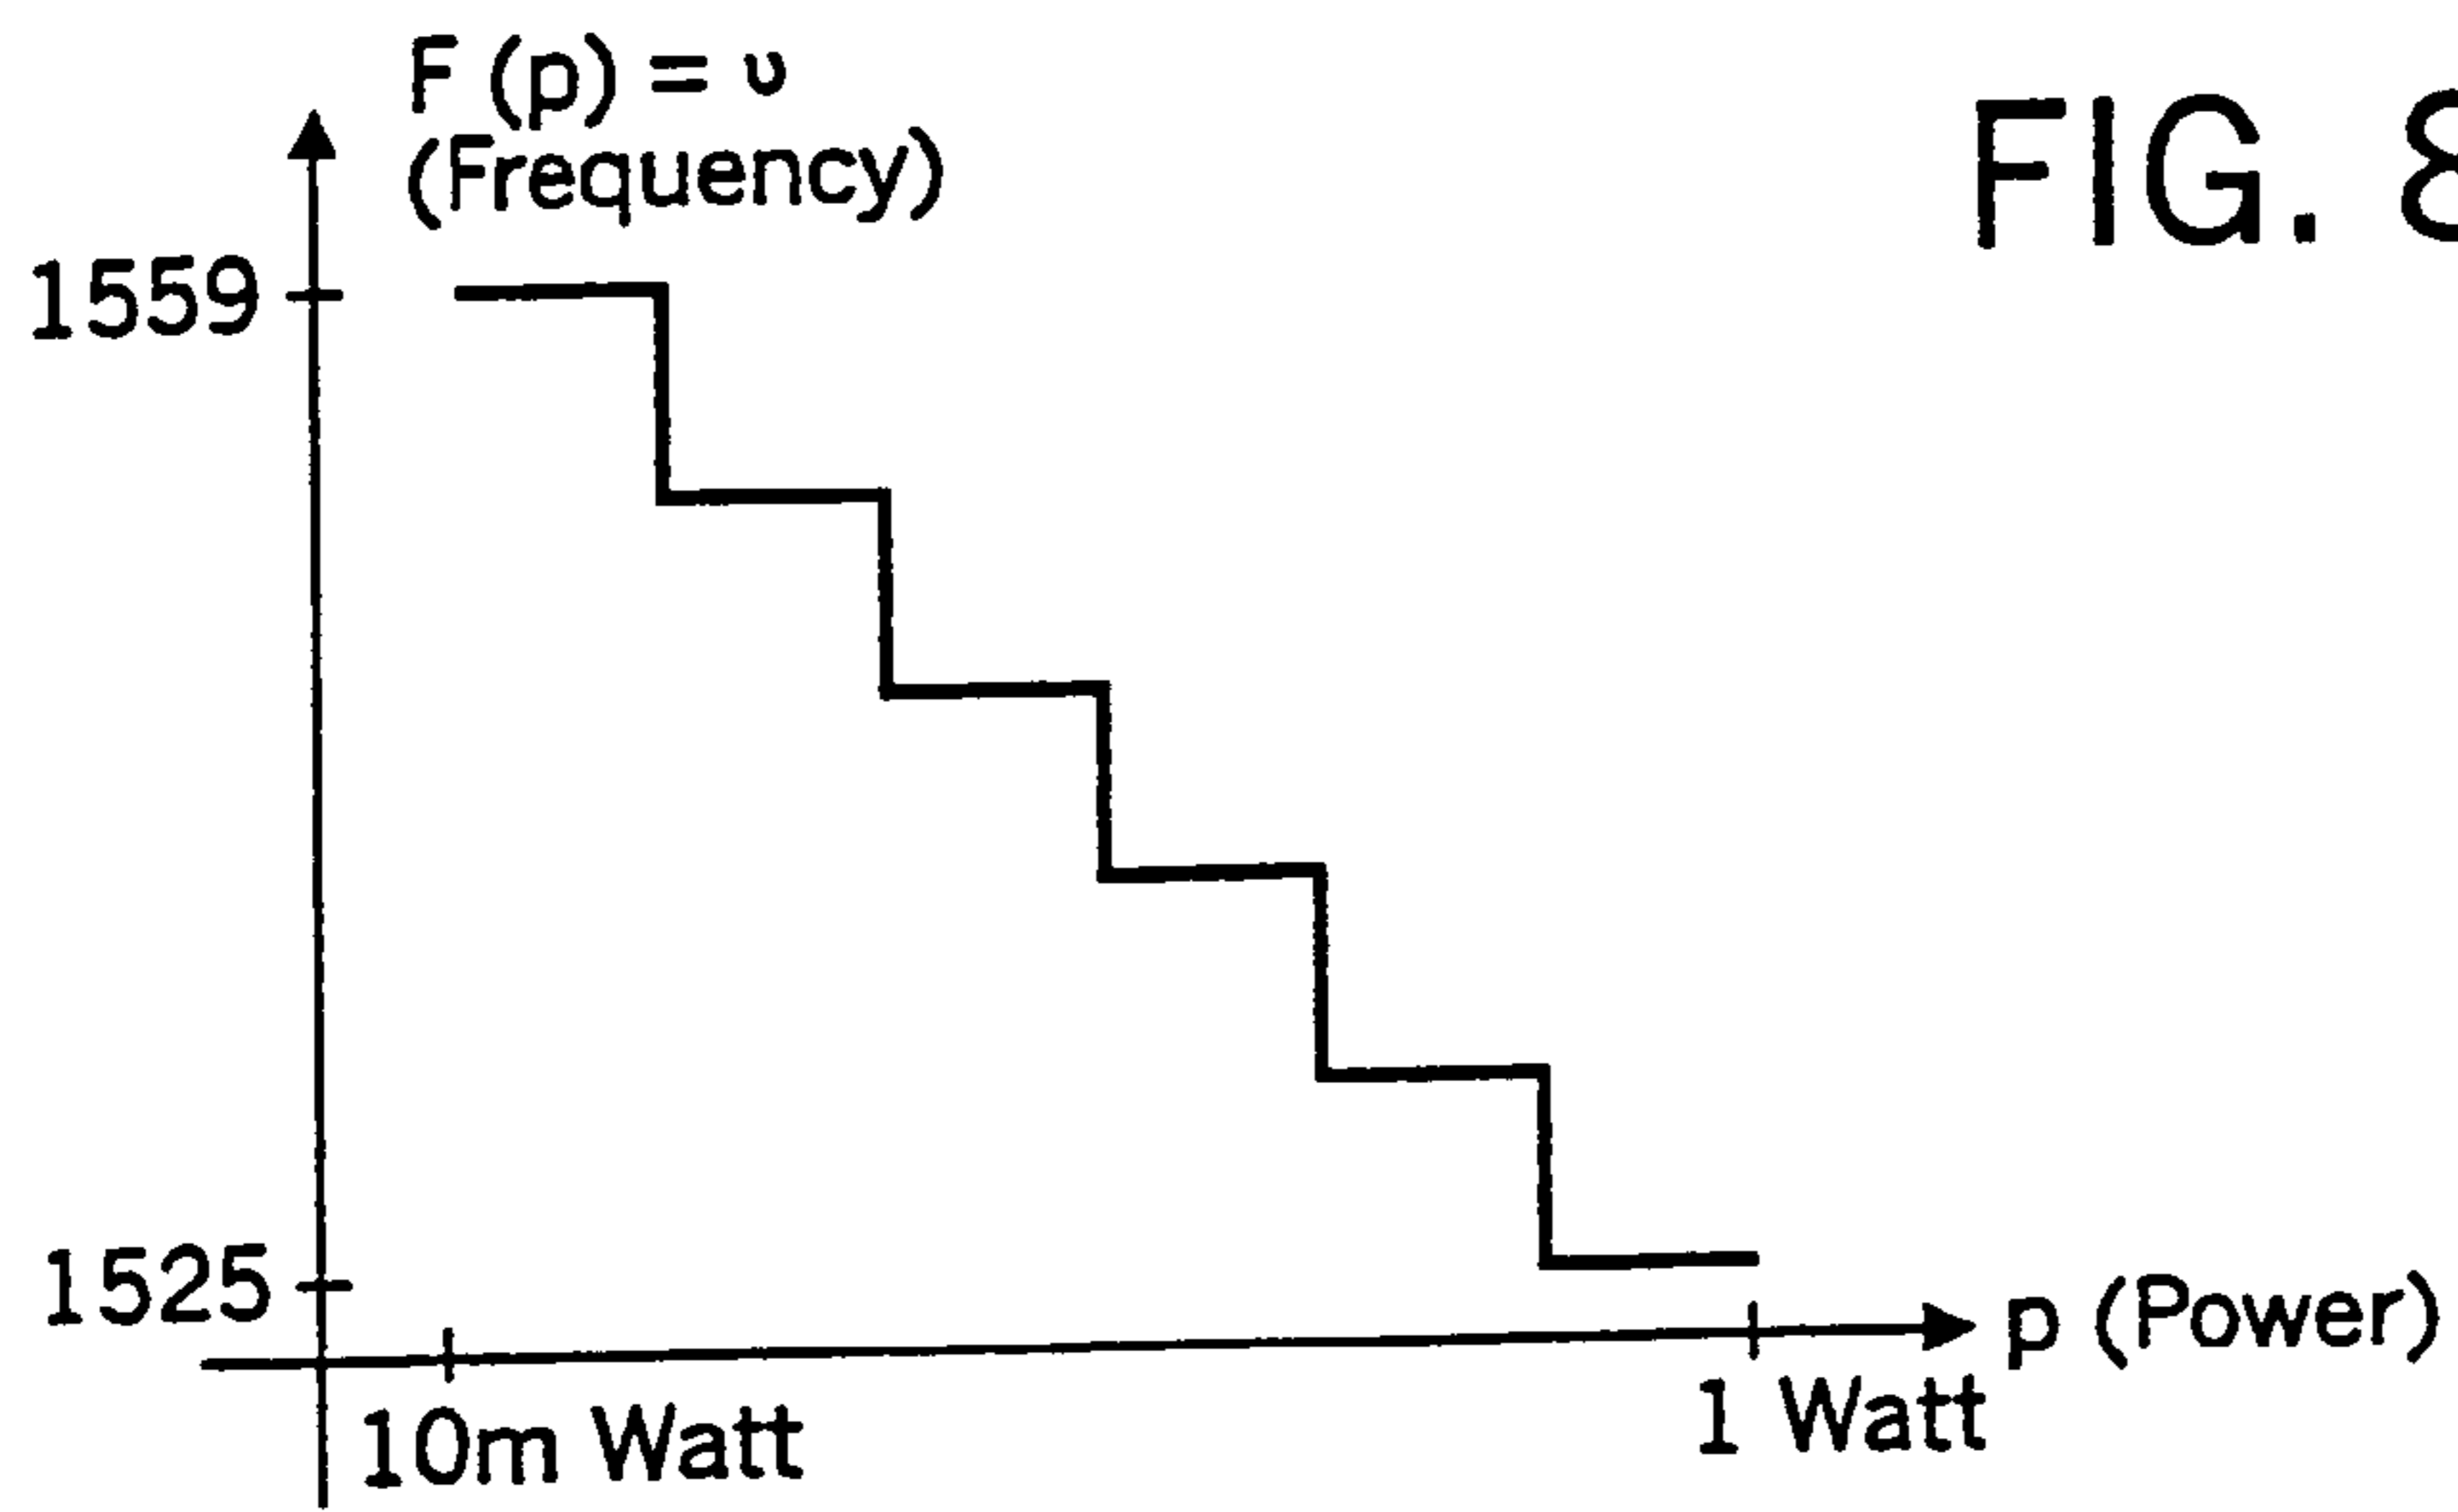 F (p) = υ
(Frequency)
FIG. 8
1559
1525
p (Power)
10m Watt
1 Watt